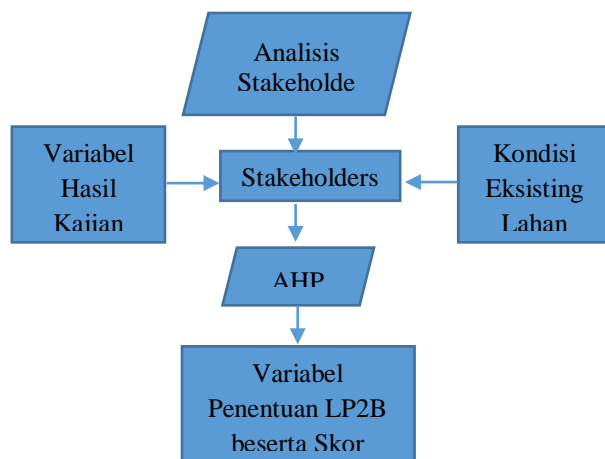 Analisis
Stakeholde
Variabel
Hasil
Kajian
Stakeholders
Kondisi
Eksisting
Lahan
AHP
Variabel
Penentuan LP2B
beserta Skor